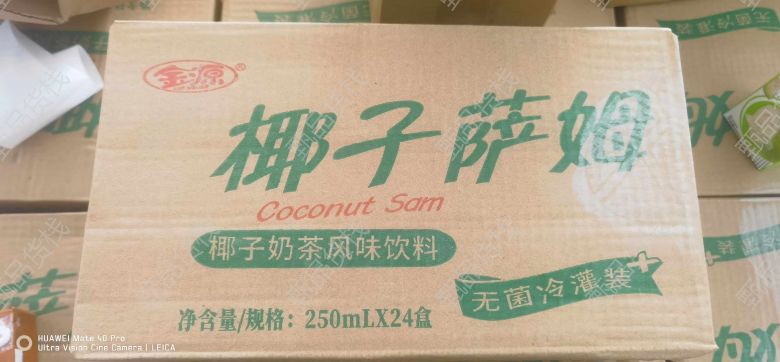 金源®
椰子萨姆
Coconut Sam
椰子奶茶风味饮料
无菌冷灌装
净含量/规格：250mLX24盒
HUAWEI Mate 40 Pro
Ultra Vision Cine Camera | LEICA